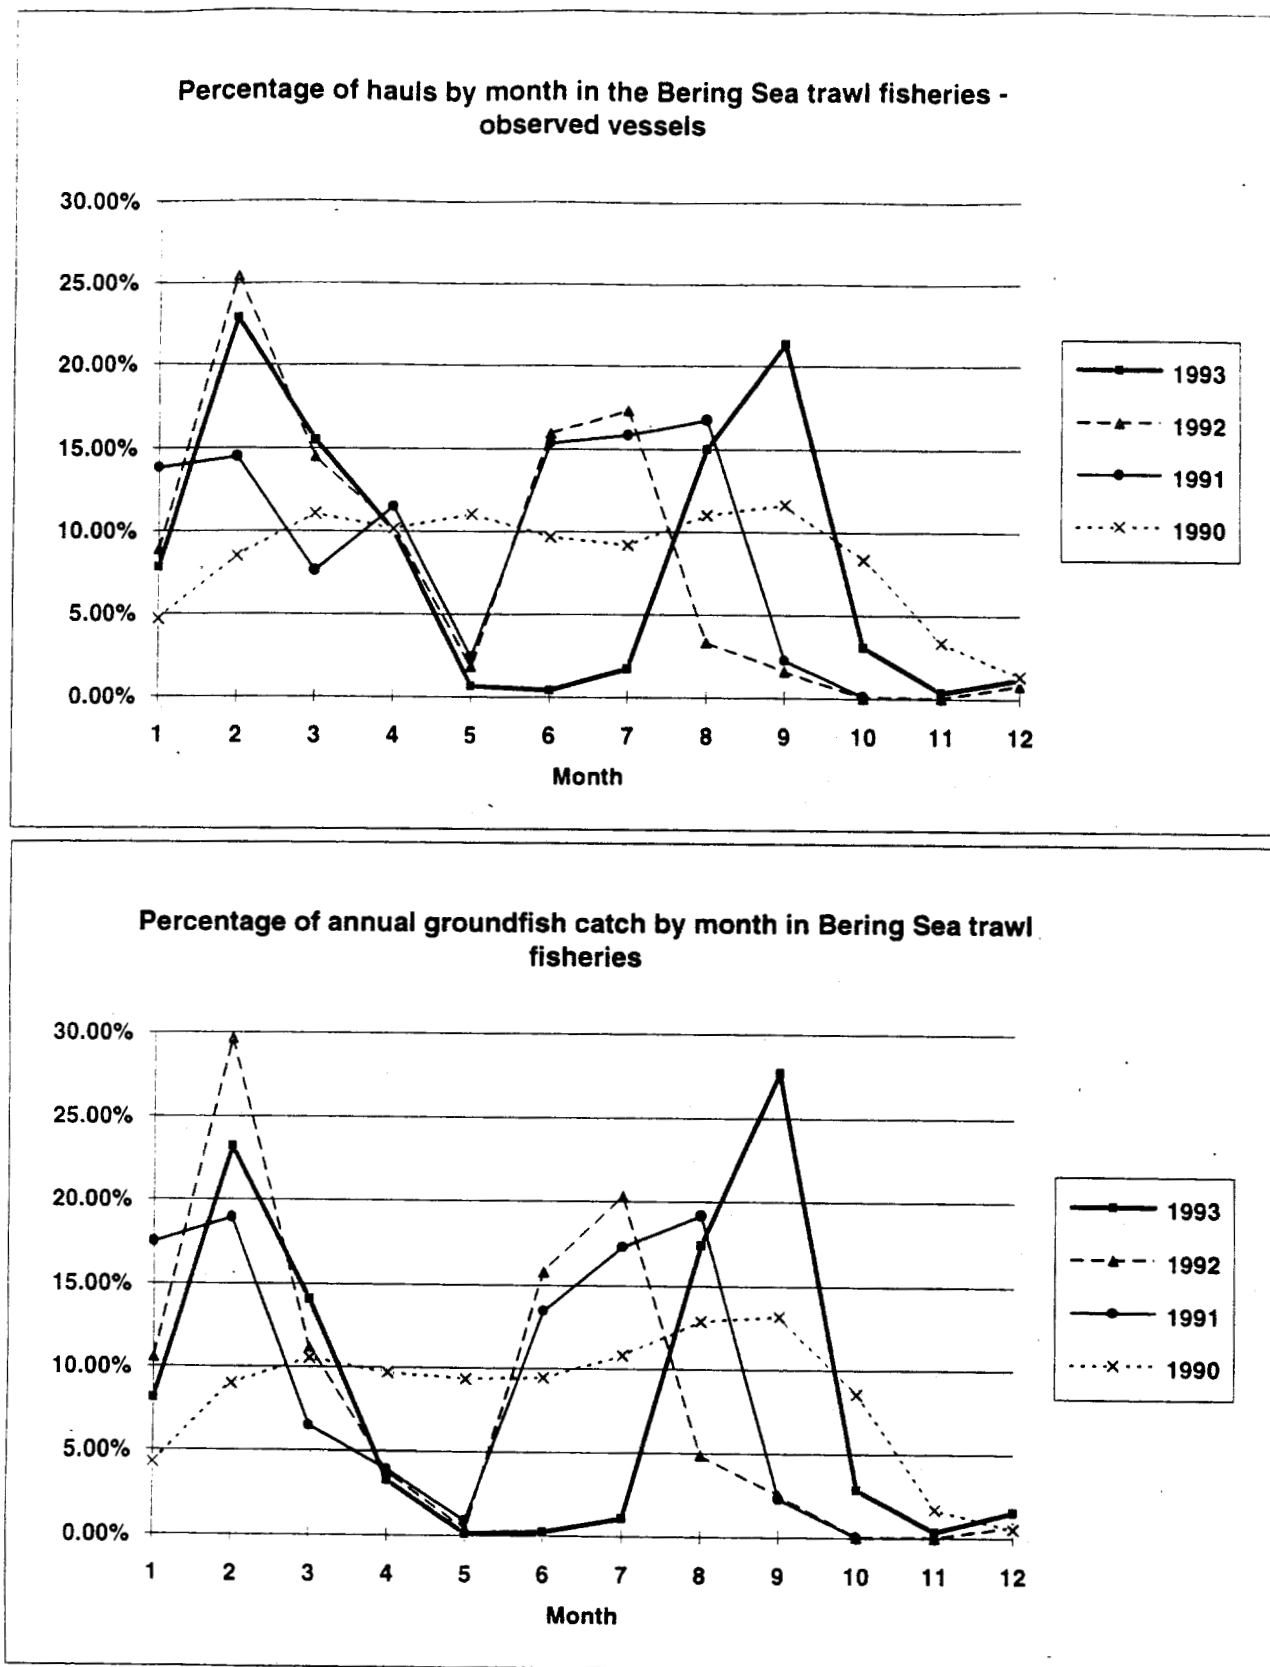 Percentage of hauls by month in the Bering Sea trawl fisheries -
observed vessels
30.00%
25.00%
20.00%
15.00%
10.00%
5.00%
0.00%
1 2 3 4 5 6 7 8 9 10 11 12
Month
1993
1992
1991
1990
Percentage of annual groundfish catch by month in Bering Sea trawl
fisheries
30.00%
25.00%
20.00%
15.00%
10.00%
5.00%
0.00%
1 2 3 4 5 6 7 8 9 10 11 12
Month
1993
1992
1991
1990